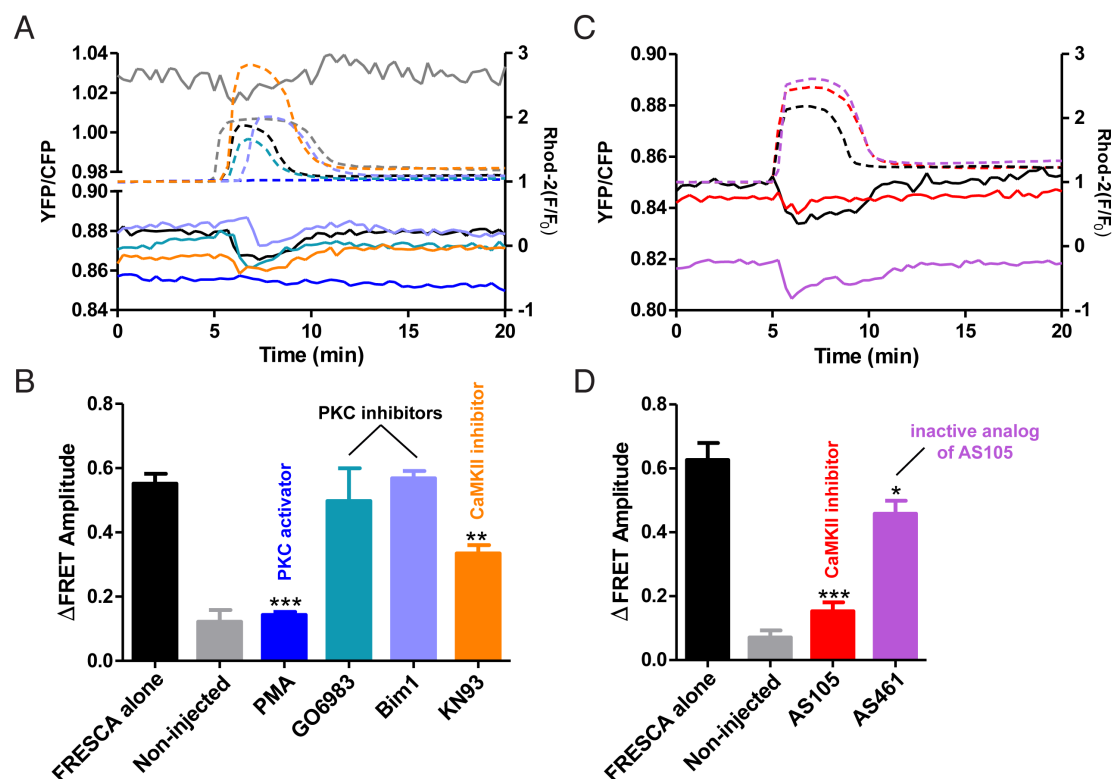 A
1.04
1.02
1.00
0.98
0.90
0.88
0.86
0.84
YFP/CFP
3
2
1
0
-1
Rhod-2(F/F0)
0
5
10
15
20
Time (min)
C
0.90
0.88
0.86
0.84
0.82
0.80
YFP/CFP
3
2
1
0
-1
Rhod-2(F/F0)
0
5
10
15
20
Time (min)
B
0.8
0.6
0.4
0.2
0.0
ΔFRET Amplitude
PKC inhibitors
PKC activator
CaMKII inhibitor
***
**
FRESCA alone
Non-injected
PMA
GO6983
Bim1
KN93
D
0.8
0.6
0.4
0.2
0.0
Δ FRET Amplitude
CaMKII inhibitor
inactive analog
of AS105
***
*
FRESCA alone
Non-injected
AS105
AS461